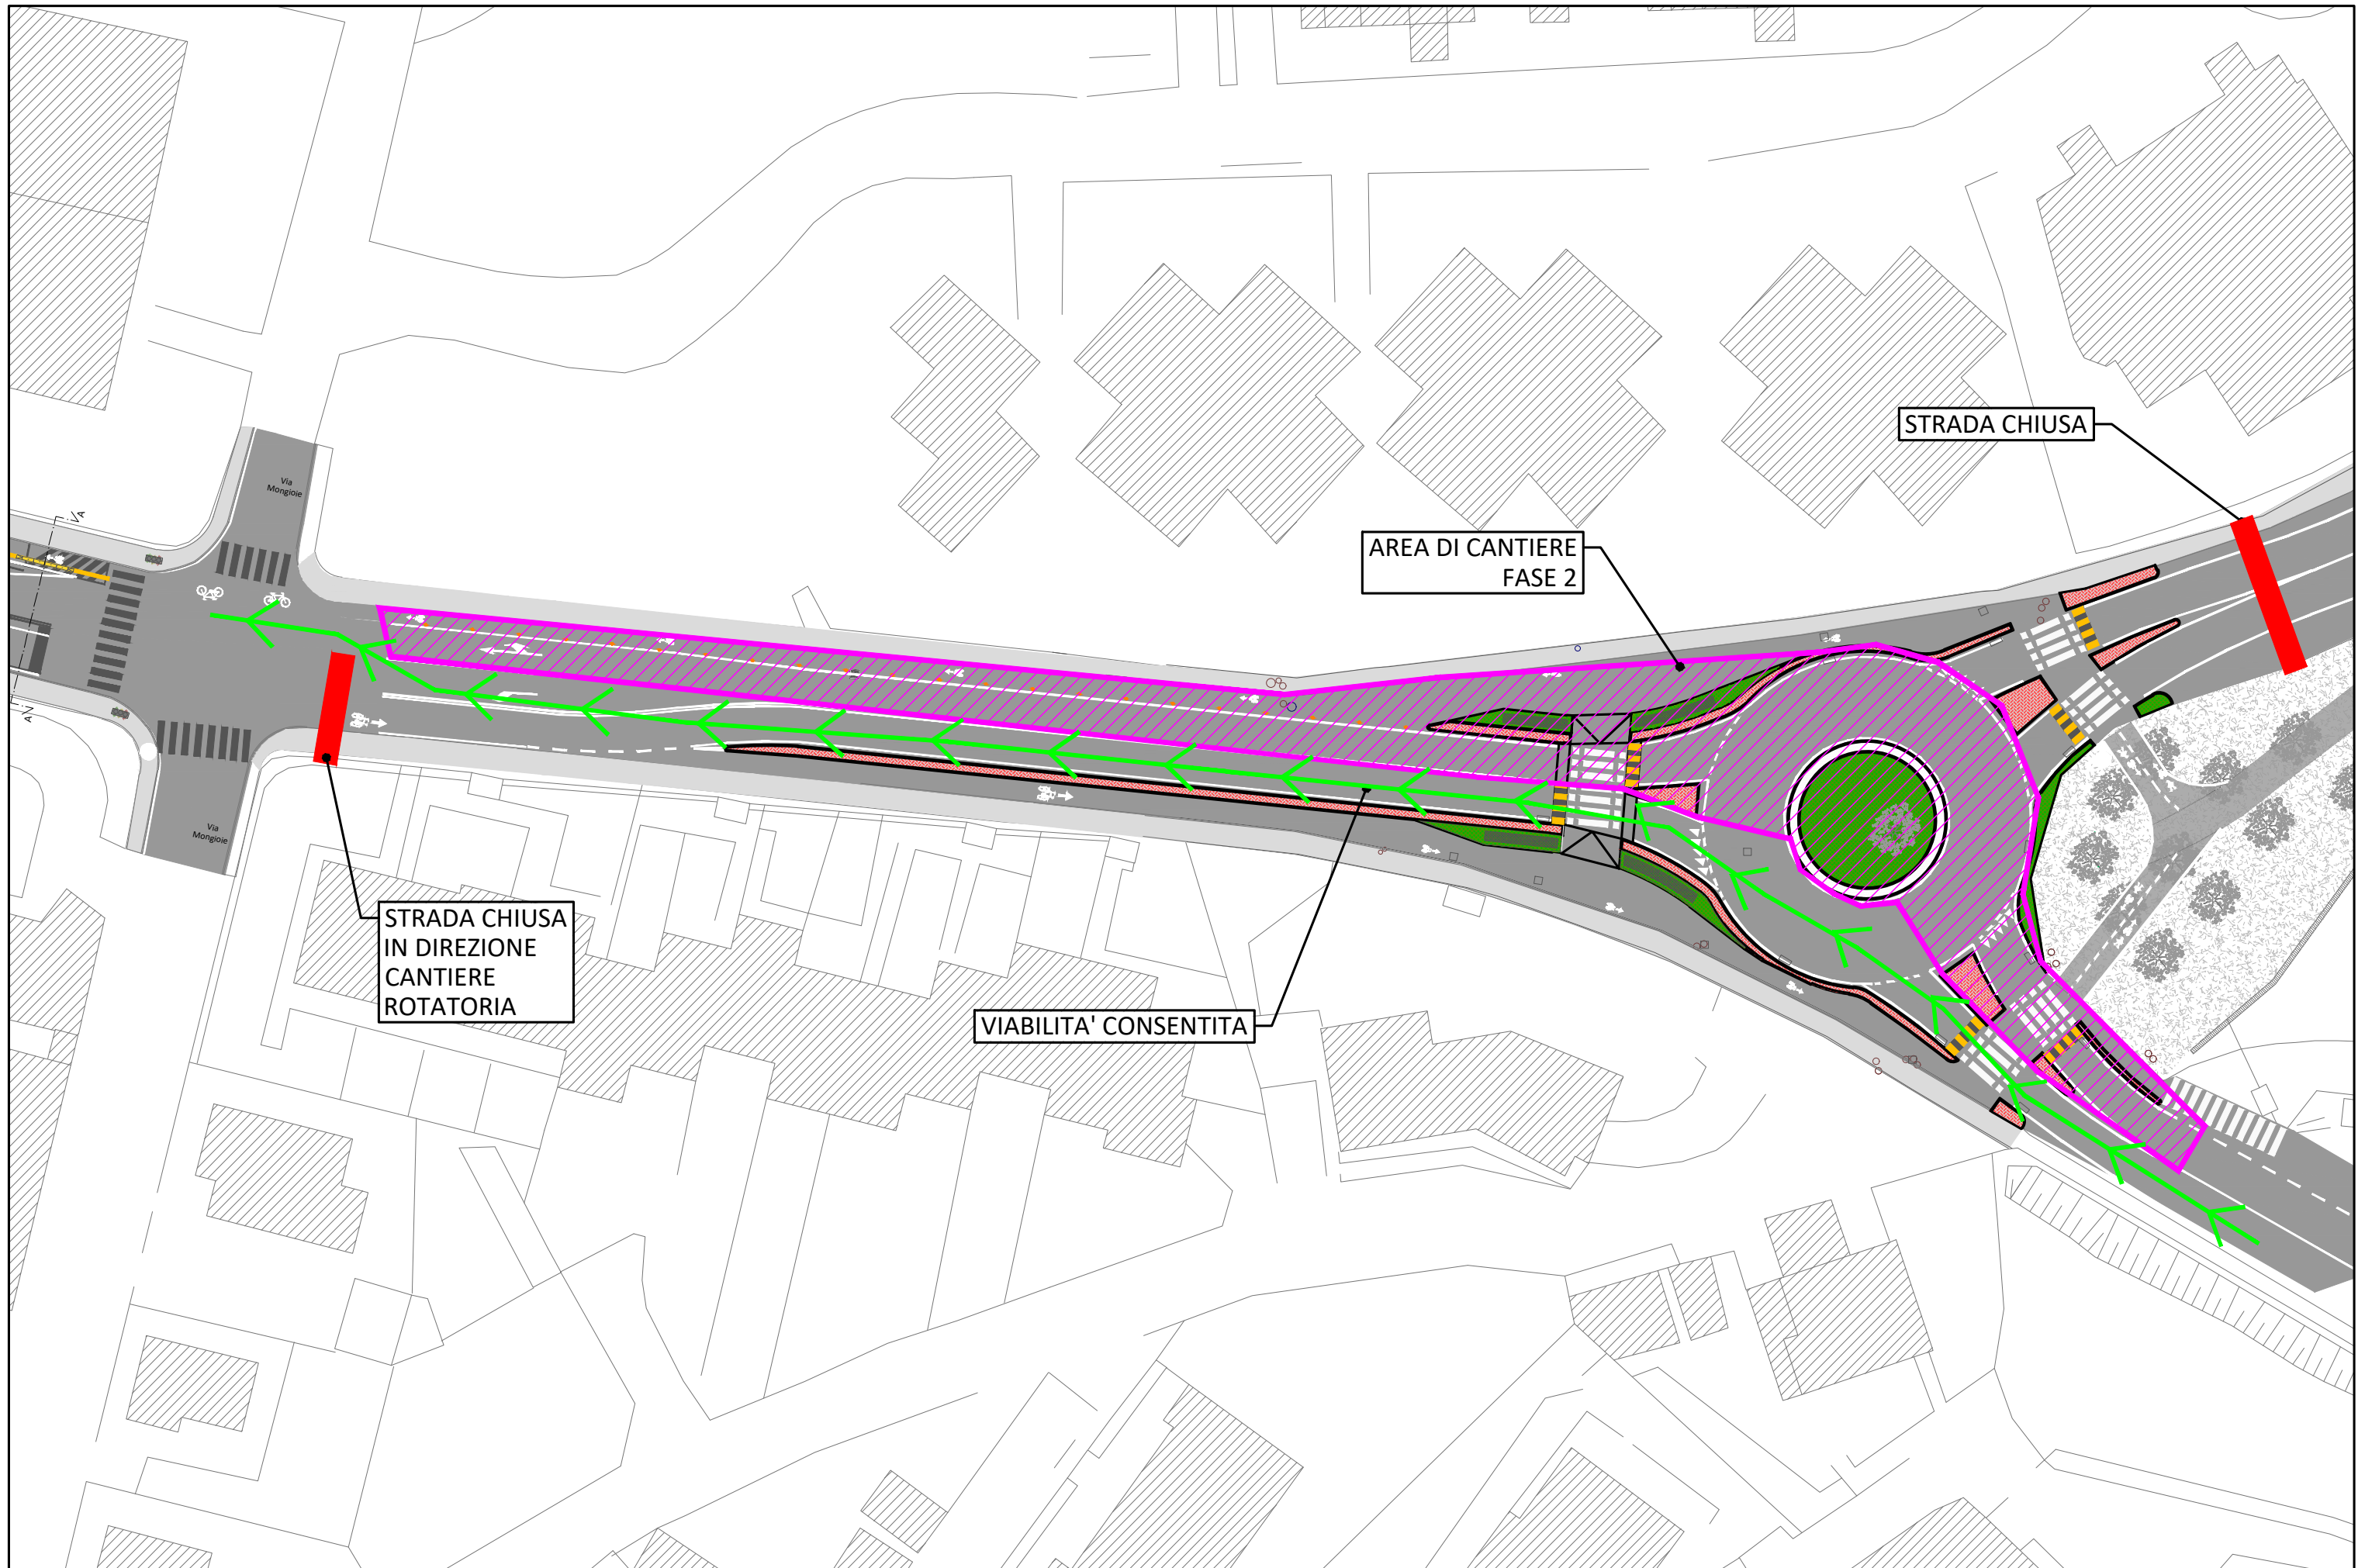 STRADA CHIUSA
Via
Mongioie
A
AREA DI CANTIERE
FASE 2
A
Via
Mongioie
STRADA CHIUSA
IN DIREZIONE
CANTIERE
ROTATORIA
VIABILITA' CONSENTITA